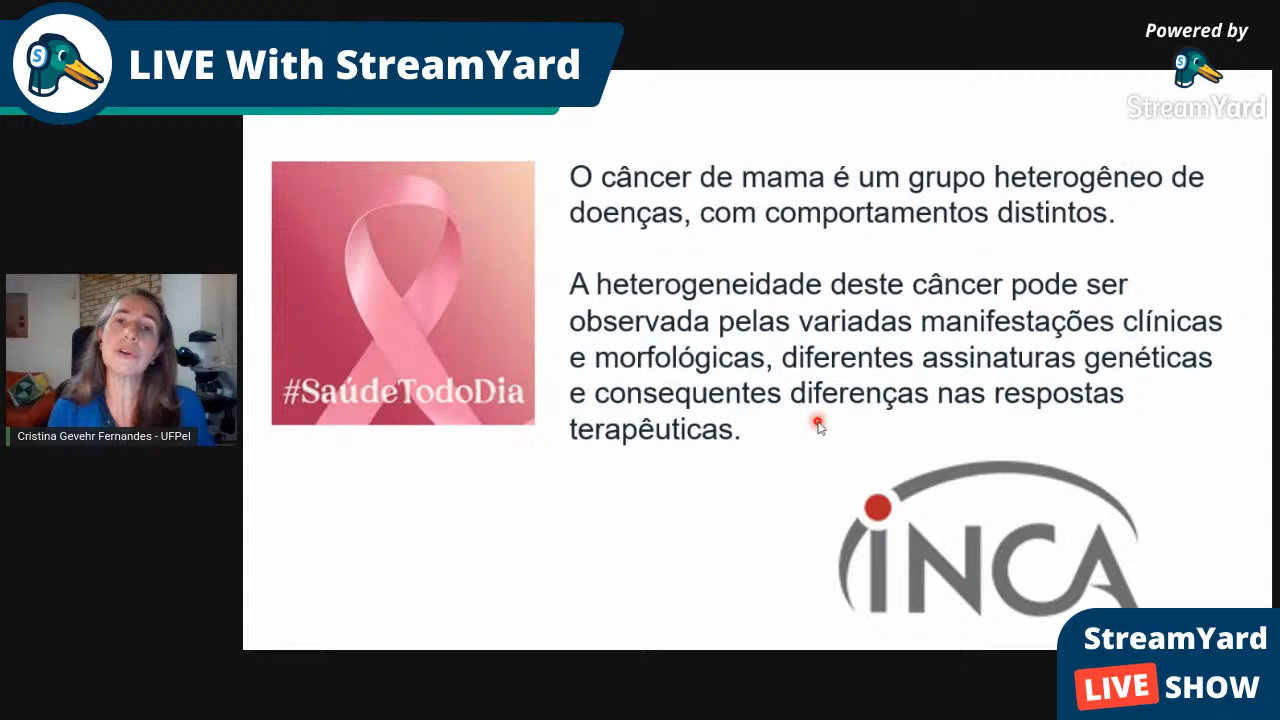 LIVE With StreamYard
Powered by
StreamYard
O câncer de mama é um grupo heterogêneo de
doenças, com comportamentos distintos.
A heterogeneidade deste câncer pode ser
observada pelas variadas manifestações clínicas
e morfológicas, diferentes assinaturas genéticas
e consequentes diferenças nas respostas
terapêuticas.
#SaúdeTodoDia
Cristina Gevehr Fernandes - UFPel
INCA
StreamYard
LIVE SHOW